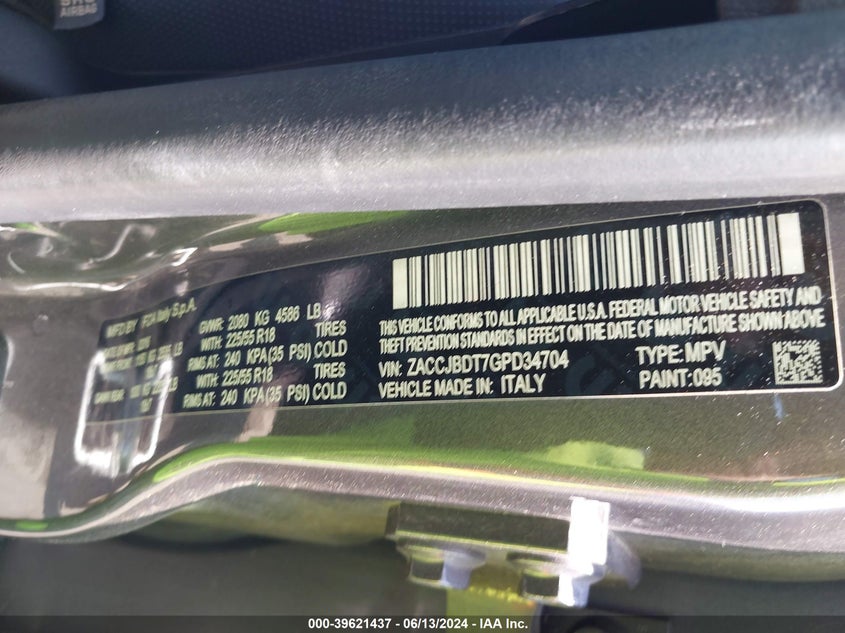 AIRBAG
MFD BY FCA Italy S.p.A.
GVWR: 2080 KG 4586 LB
WITH: 225/55 R18 TIRES
RIMS AT: 240 KPA (35 PSI) COLD
WITH: 225/55 R18 TIRES
RIMS AT: 240 KPA (35 PSI) COLD
THIS VEHICLE CONFORMS TO ALL APPLICABLE U.S.A. FEDERAL MOTOR VEHICLE SAFETY AND
THEFT PREVENTION STANDARDS IN EFFECT ON THE DATE OF MANUFACTURE SHOWN ABOVE
VIN: ZACCJBDT7GPD34704 TYPE: MPV
VEHICLE MADE IN: ITALY PAINT: 095
000-39621437 - 06/13/2024 - IAA Inc.